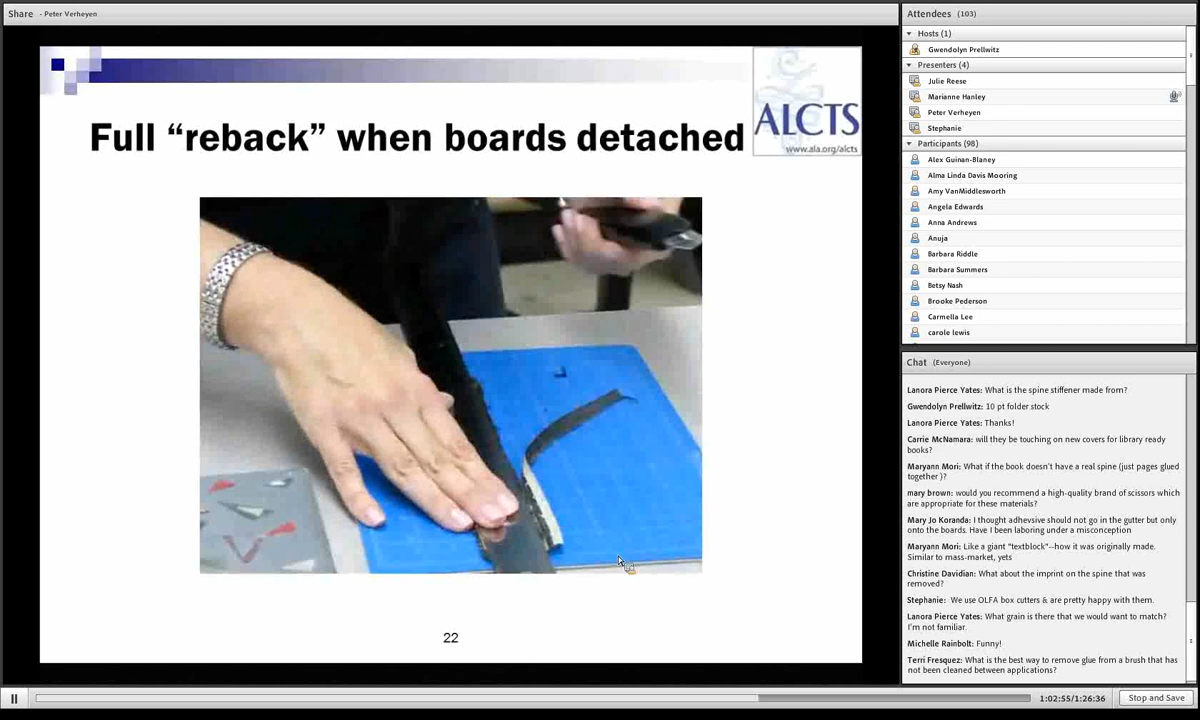 Share - Peter Verheyen
Full “reback” when boards detached
ALCTS
www.ala.org/alcts
22
Attendees (103)
Hosts (1)
Gwendolyn Prellwitz
Presenters (4)
Julie Reese
Marianne Hanley
Peter Verheyen
Stephanie
Participants (98)
Alex Guinan-Blaney
Alma Linda Davis Mooring
Amy VanMiddlesworth
Angela Edwards
Anna Andrews
Anuja
Barbara Riddle
Barbara Summers
Betsy Nash
Brooke Pederson
Carmella Lee
carole lewis
Chat (Everyone)
Lanora Pierce Yates: What is the spine stiffener made from?
Gwendolyn Prellwitz: 10 pt folder stock
Lanora Pierce Yates: Thanks!
Carrie McNamara: will they be touching on new covers for library ready
books?
Maryann Mori: What if the book doesn't have a real spine (just pages glued
together )?
mary brown: would you recommend a high-quality brand of scissors which
are appropriate for these materials?
Mary Jo Koranda: I thought adhevsive should not go in the gutter but only
onto the boards. Have I been laboring under a misconception
Maryann Mori: Like a giant "textblock"--how it was originally made.
Similar to mass-market, yets
Christine Davidian: What about the imprint on the spine that was
removed?
Stephanie: We use OLFA box cutters & are pretty happy with them.
Lanora Pierce Yates: What grain is there that we would want to match?
I'm not familiar.
Michelle Rainbolt: Funny!
Terri Fresquez: What is the best way to remove glue from a brush that has
not been cleaned between applications?
1:02:55/1:26:36
Stop and Save